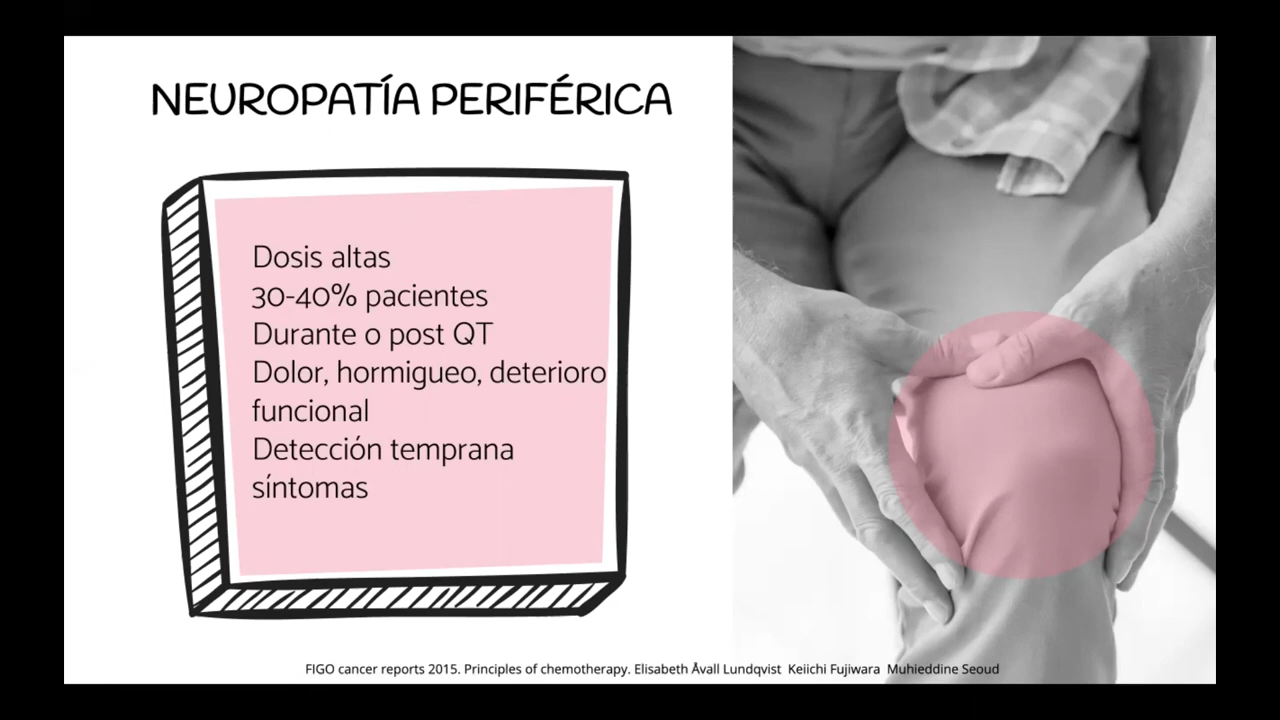 NEUROPATÍA PERIFÉRICA
Dosis altas
30-40% pacientes
Durante o post QT
Dolor, hormigueo, deterioro
funcional
Detección temprana
síntomas
FIGO cancer reports 2015. Principles of chemotherapy. Elisabeth Åvall Lundqvist Keiichi Fujiwara Muhieddine Seoud